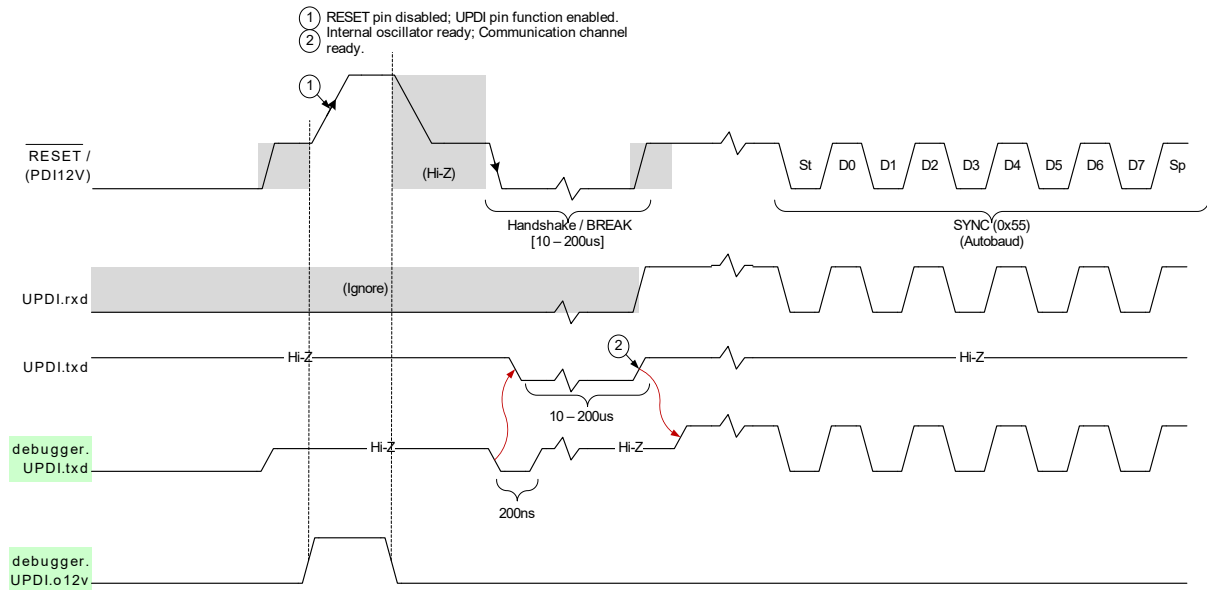 1 RESET pin disabled; UPDI pin function enabled.
2 Internal oscillator ready; Communication channel
ready.
1
RESET /
(PDI12V)
(Hi-Z)
St D0 D1 D2 D3 D4 D5 D6 D7 Sp
Handshake / BREAK
[10 – 200us]
SYNC (0x55)
(Autobaud)
UPDI.rxd
(Ignore)
2
UPDI.txd
Hi-Z
Hi-Z
10 – 200us
debugger.
UPDI.txd
Hi-Z
Hi-Z
200ns
debugger.
UPDI.o12v